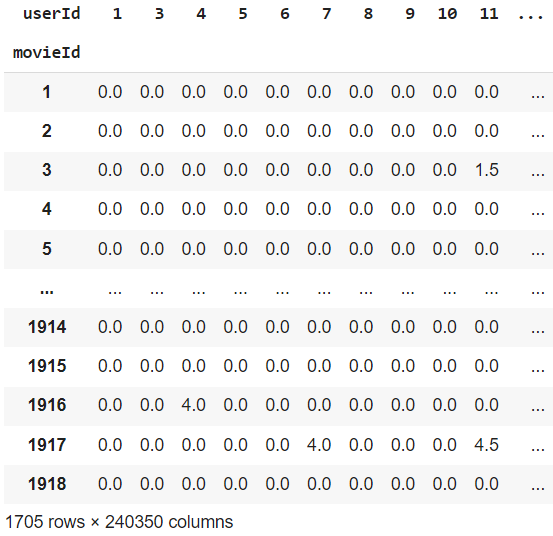 userId 1 3 4 5 6 7 8 9 10 11 ...
movieId
1 0.0 0.0 0.0 0.0 0.0 0.0 0.0 0.0 0.0 0.0 ...
2 0.0 0.0 0.0 0.0 0.0 0.0 0.0 0.0 0.0 0.0 ...
3 0.0 0.0 0.0 0.0 0.0 0.0 0.0 0.0 0.0 1.5 ...
4 0.0 0.0 0.0 0.0 0.0 0.0 0.0 0.0 0.0 0.0 ...
5 0.0 0.0 0.0 0.0 0.0 0.0 0.0 0.0 0.0 0.0 ...
... ... ... ... ... ... ... ... ... ... ... ...
1914 0.0 0.0 0.0 0.0 0.0 0.0 0.0 0.0 0.0 0.0 ...
1915 0.0 0.0 0.0 0.0 0.0 0.0 0.0 0.0 0.0 0.0 ...
1916 0.0 0.0 4.0 0.0 0.0 0.0 0.0 0.0 0.0 0.0 ...
1917 0.0 0.0 0.0 0.0 0.0 4.0 0.0 0.0 0.0 4.5 ...
1918 0.0 0.0 0.0 0.0 0.0 0.0 0.0 0.0 0.0 0.0 ...
1705 rows × 240350 columns